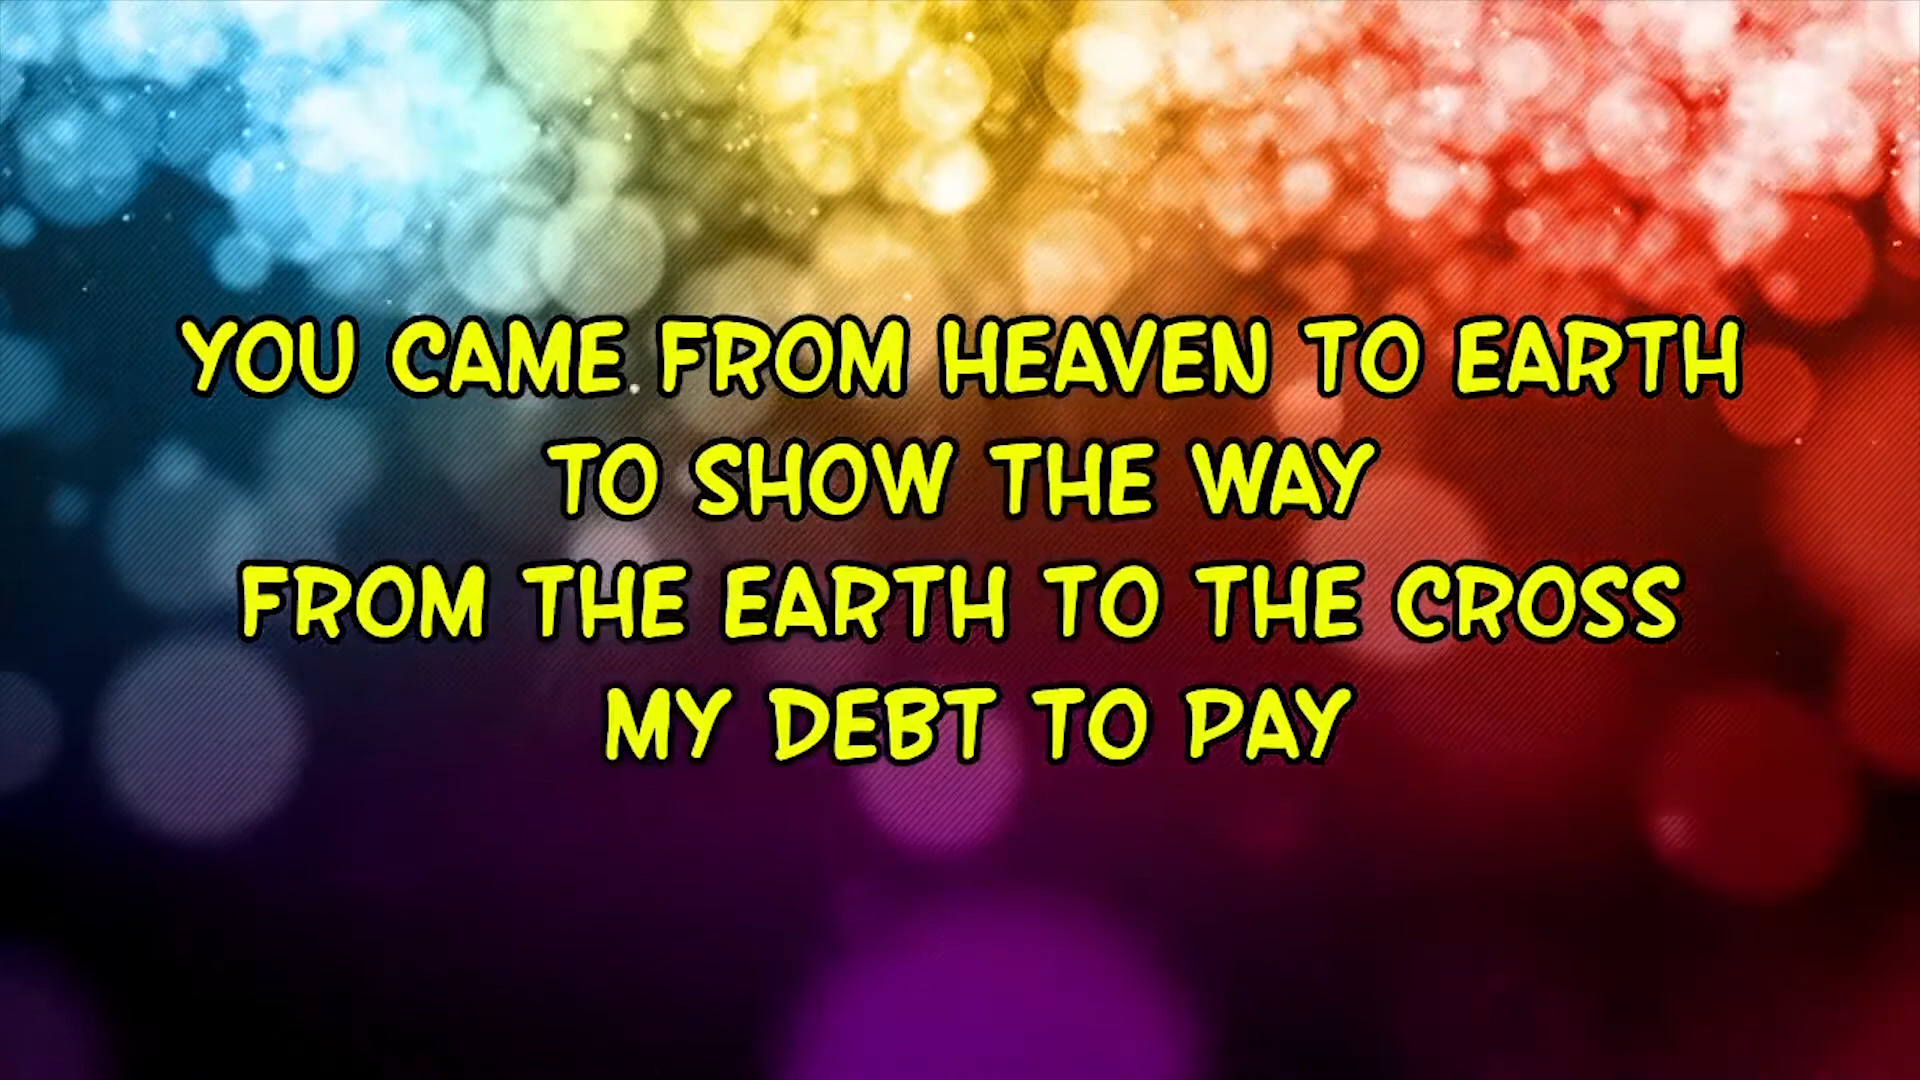 YOU CAME FROM HEAVEN TO EARTH
TO SHOW THE WAY
FROM THE EARTH TO THE CROSS
MY DEBT TO PAY